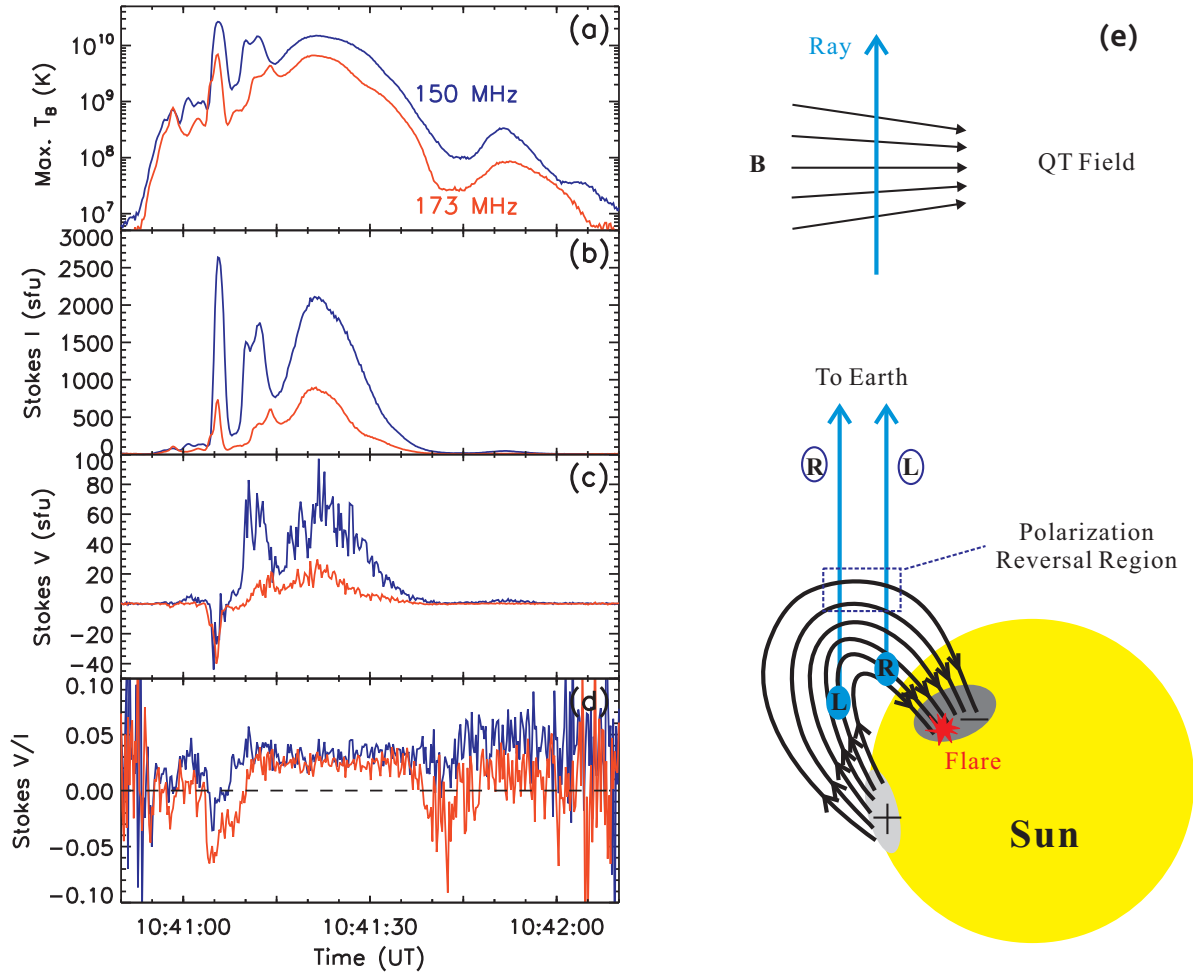 (a)
Max. T_B (K)
10^10
10^9
10^8
10^7
150 MHz
173 MHz
(b)
Stokes I (sfu)
3000
2500
2000
1500
1000
500
0
(c)
Stokes V (sfu)
100
80
60
40
20
0
−20
−40
(d)
Stokes V/I
0.10
0.05
0.00
−0.05
−0.10
10:41:00
10:41:30
10:42:00
Time (UT)
(e)
Ray
B
QT Field
To Earth
R
L
Polarization
Reversal Region
R
L
−
Flare
+
Sun